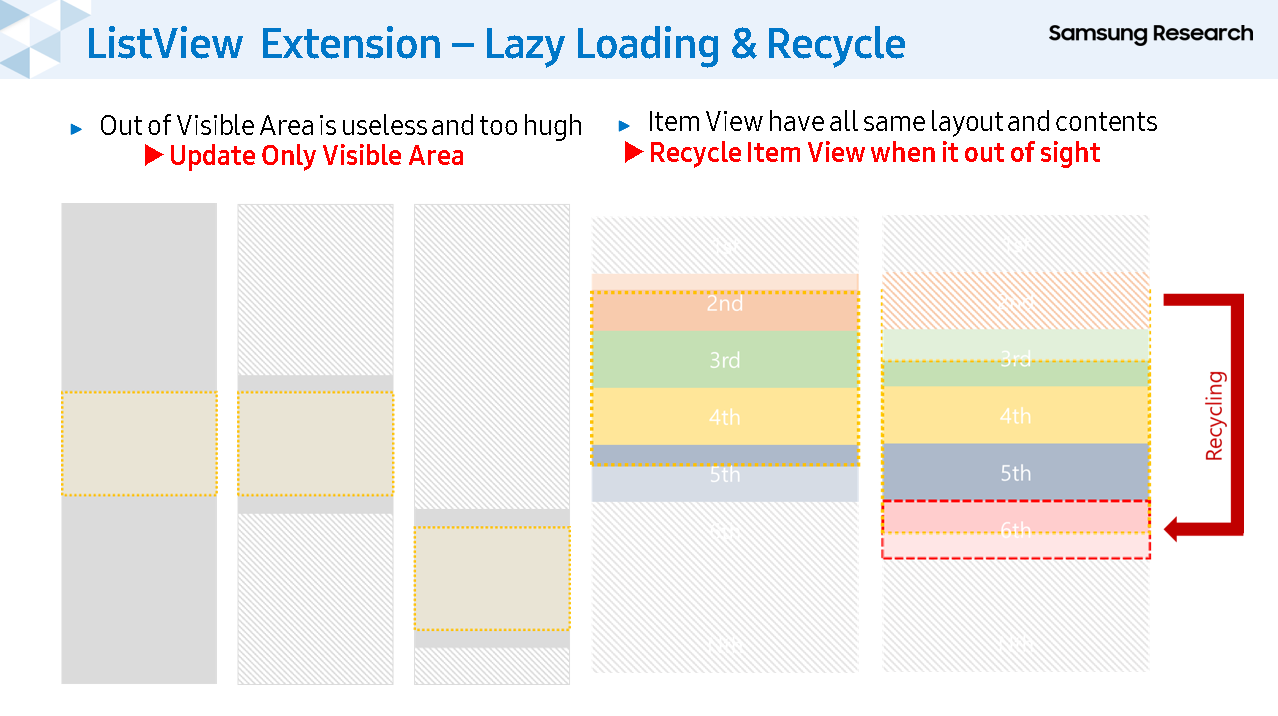 ListView Extension – Lazy Loading & Recycle
Samsung Research
Out of Visible Area is useless and too hugh
Update Only Visible Area
Item View have all same layout and contents
Recycle Item View when it out of sight
1st
2nd
3rd
4th
5th
6th
1st
2nd
3rd
4th
5th
6th
Recycling